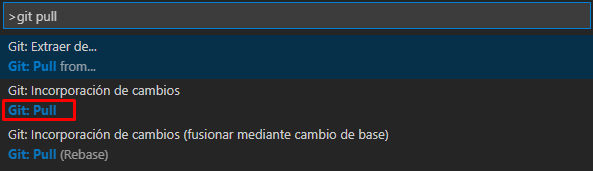 >git pull
Git: Extraer de...
Git: Pull from...
Git: Incorporación de cambios
Git: Pull
Git: Incorporación de cambios (fusionar mediante cambio de base)
Git: Pull (Rebase)